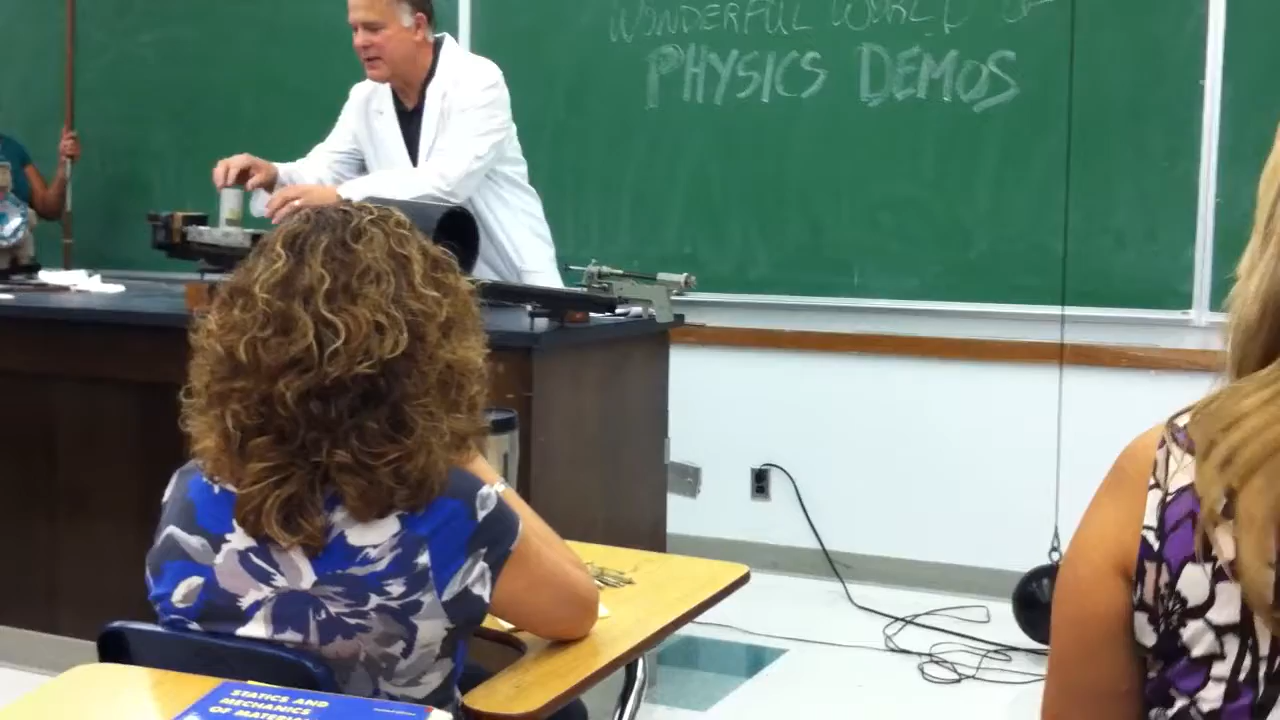 WONDERFUL WORLD OF
PHYSICS DEMOS
STATICS AND
MECHANICS
OF MATERIALS